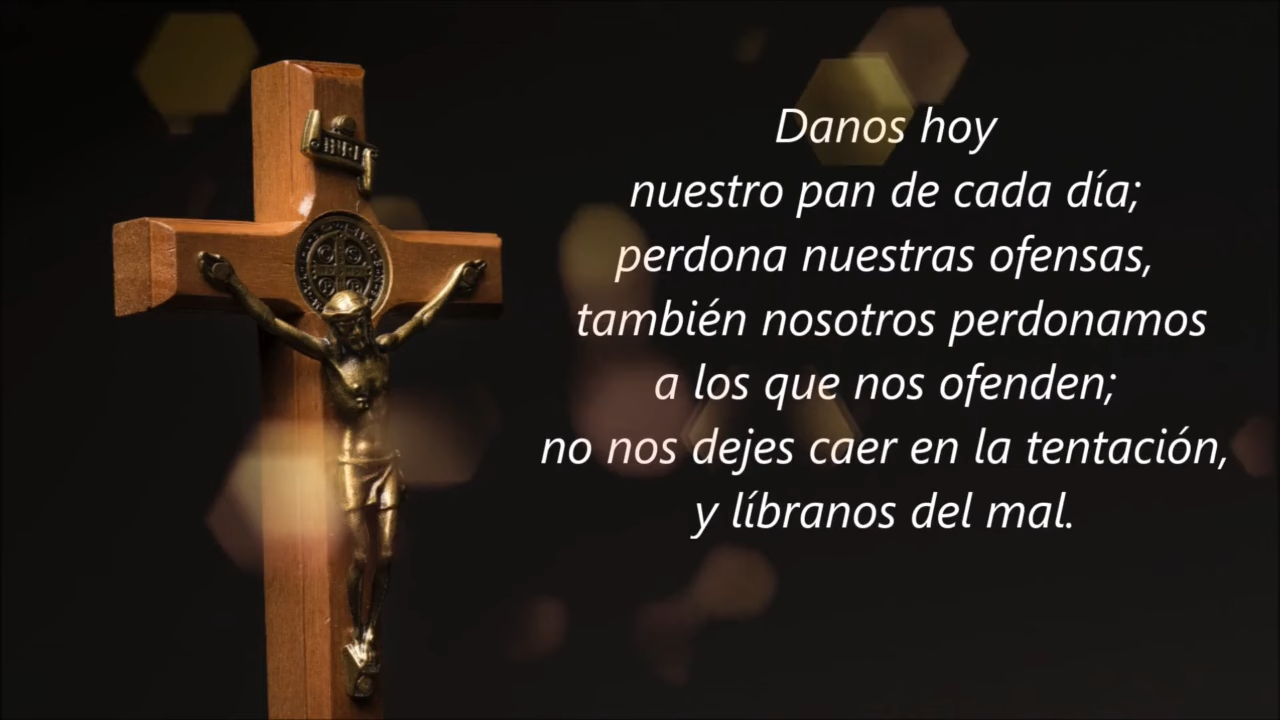 INRI
Danos hoy
nuestro pan de cada día;
perdona nuestras ofensas,
también nosotros perdonamos
a los que nos ofenden;
no nos dejes caer en la tentación,
y líbranos del mal.